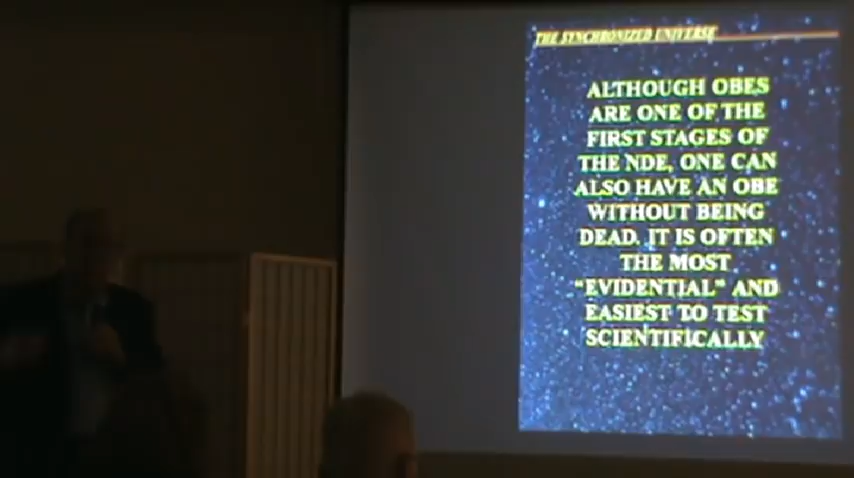 THE SYNCHRONIZED UNIVERSE
ALTHOUGH OBES
ARE ONE OF THE
FIRST STAGES OF
THE NDE, ONE CAN
ALSO HAVE AN OBE
WITHOUT BEING
DEAD. IT IS OFTEN
THE MOST
"EVIDENTIAL" AND
EASIEST TO TEST
SCIENTIFICALLY